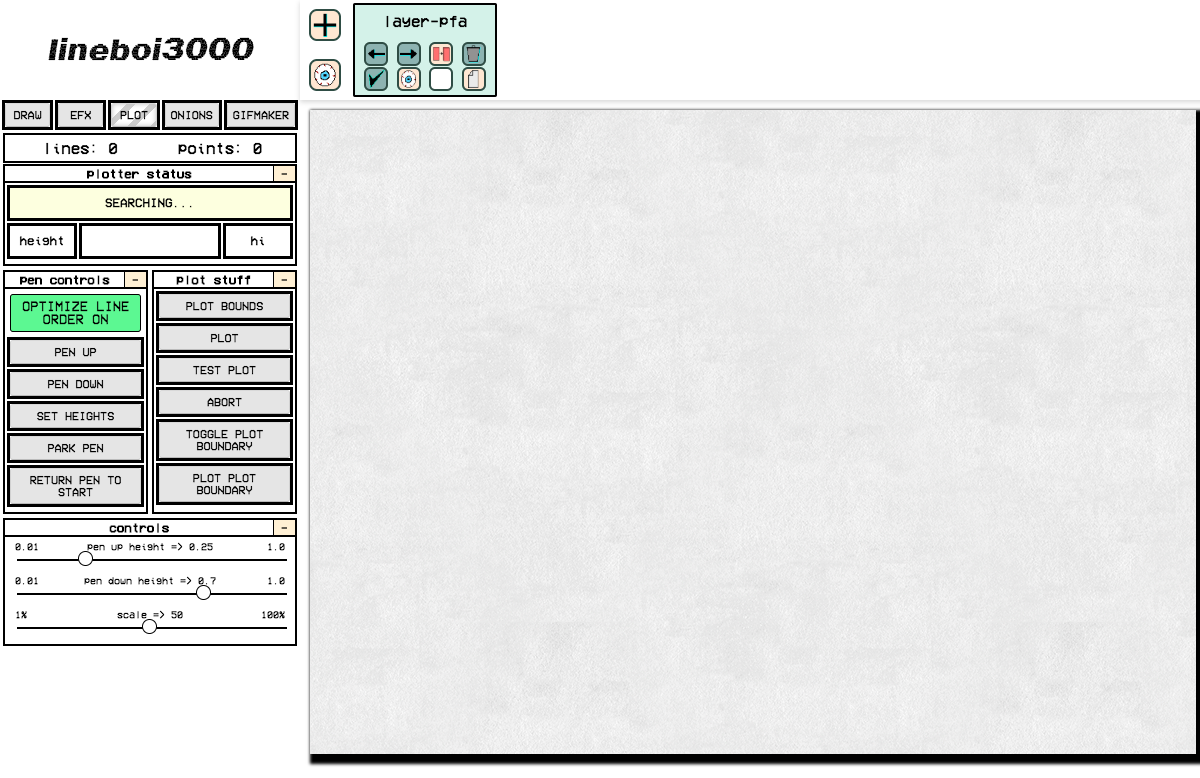 lineboi3000
layer-pfa
DRAW EFX PLOT ONIONS GIFMAKER
lines: 0 points: 0
plotter status -
SEARCHING...
height hi
pen controls -
OPTIMIZE LINE
ORDER ON
PEN UP
PEN DOWN
SET HEIGHTS
PARK PEN
RETURN PEN TO
START
plot stuff -
PLOT BOUNDS
PLOT
TEST PLOT
ABORT
TOGGLE PLOT
BOUNDARY
PLOT PLOT
BOUNDARY
controls -
0.01 pen up height => 0.25 1.0
0.01 pen down height => 0.7 1.0
1% scale => 50 100%